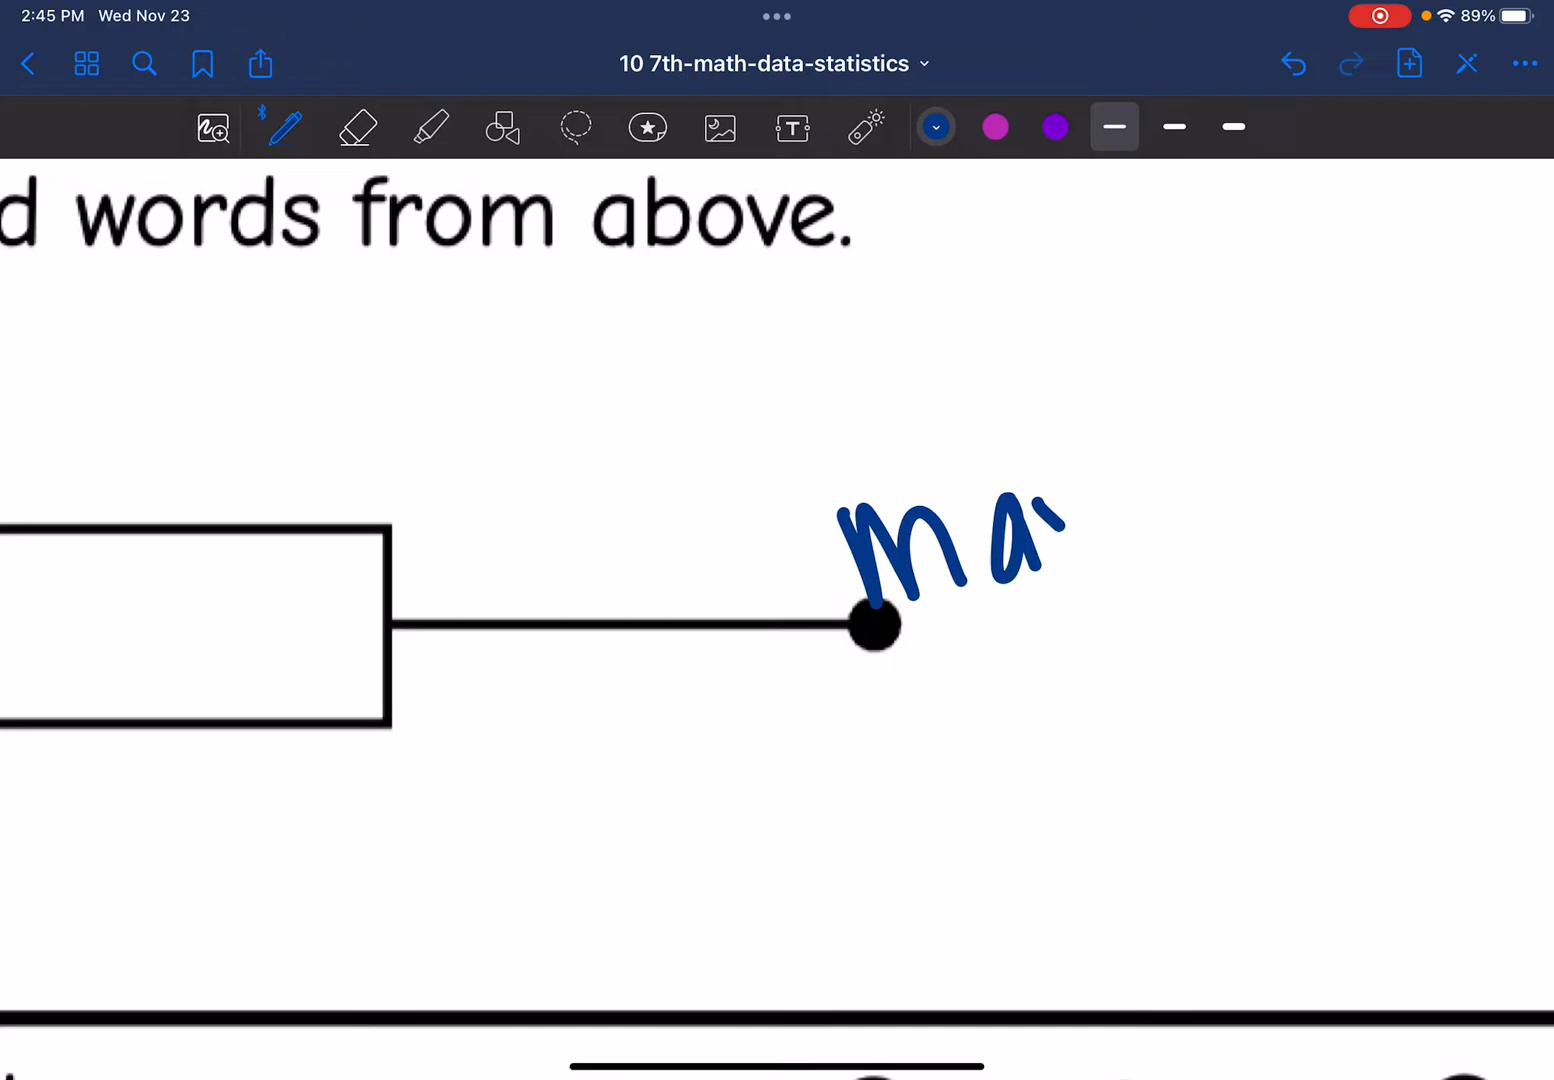 2:45 PM Wed Nov 23
89%
10 7th-math-data-statistics
T
d words from above.
ma